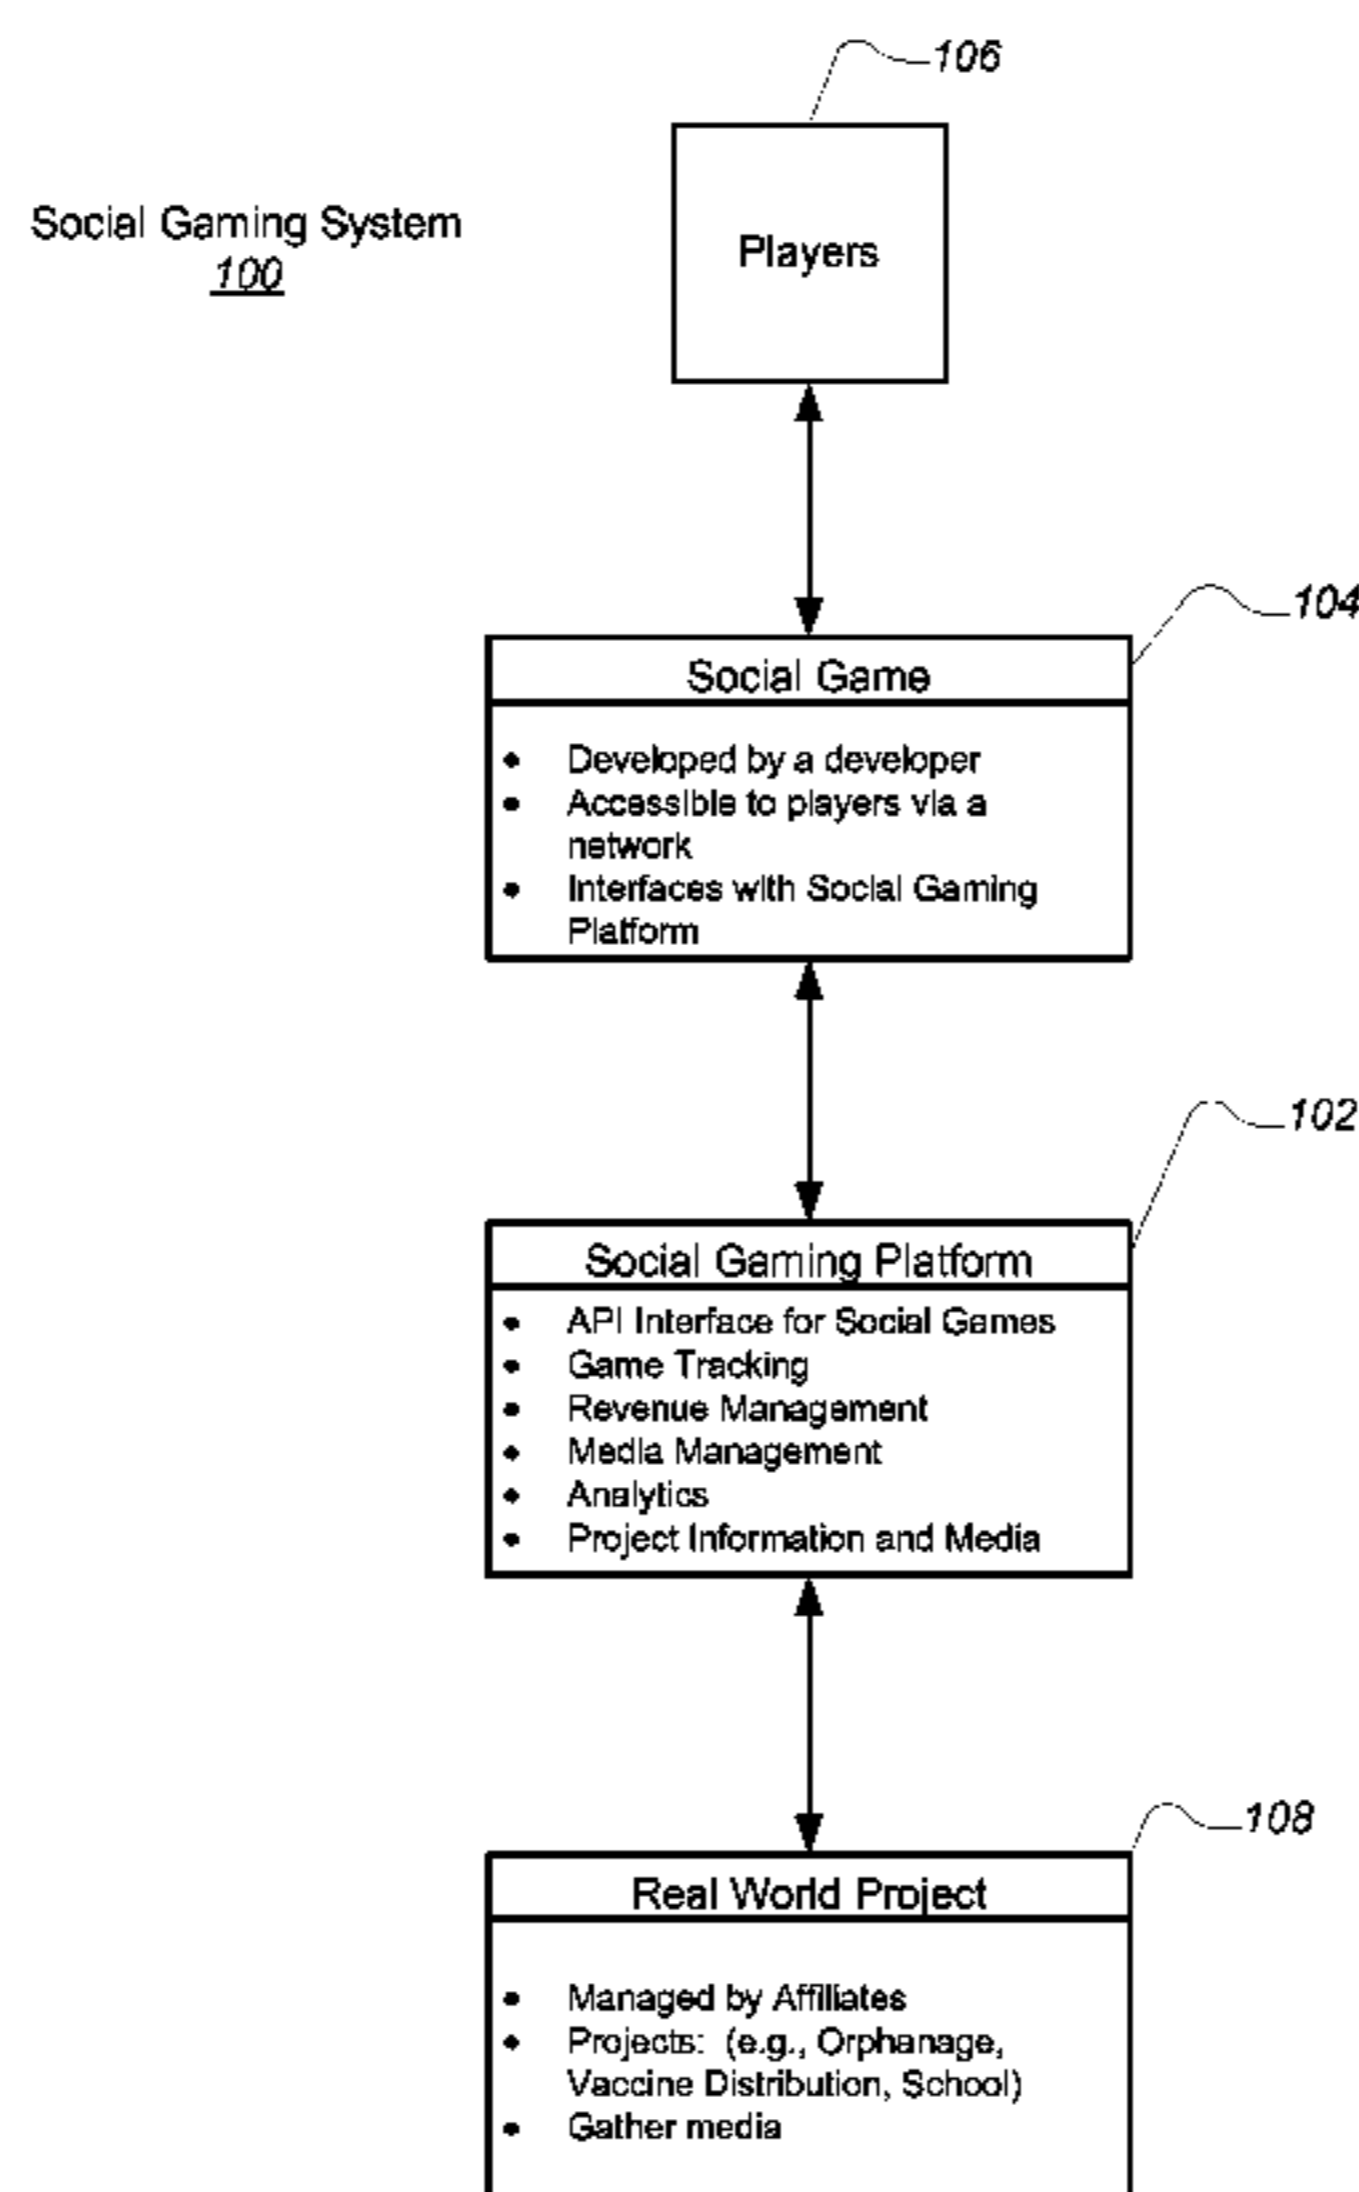 106
Social Gaming System
100
Players
104
Social Game
• Developed by a developer
• Accessible to players via a
network
• Interfaces with Social Gaming
Platform
102
Social Gaming Platform
• API Interface for Social Games
• Game Tracking
• Revenue Management
• Media Management
• Analytics
• Project Information and Media
108
Real World Project
• Managed by Affiliates
• Projects: (e.g., Orphanage,
Vaccine Distribution, School)
• Gather media